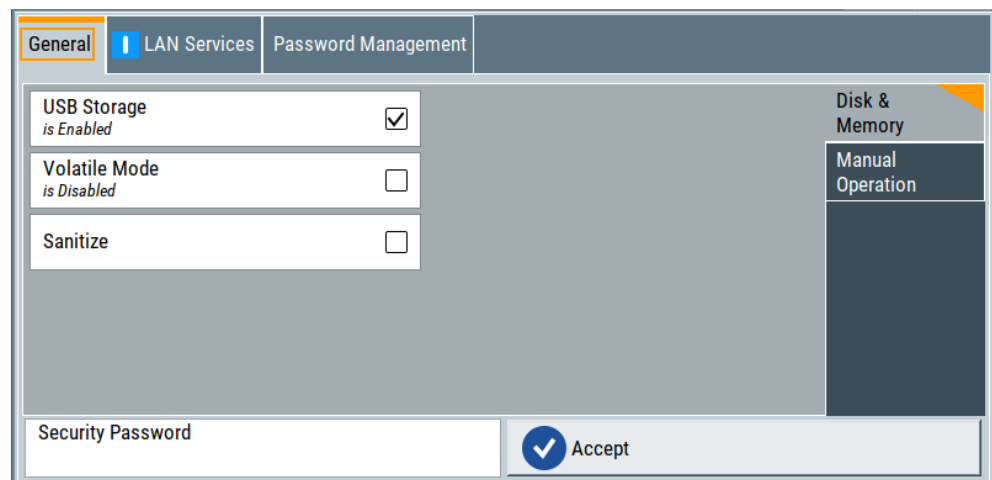 General
LAN Services
Password Management
USB Storage
is Enabled
Volatile Mode
is Disabled
Sanitize
Disk &
Memory
Manual
Operation
Security Password
Accept